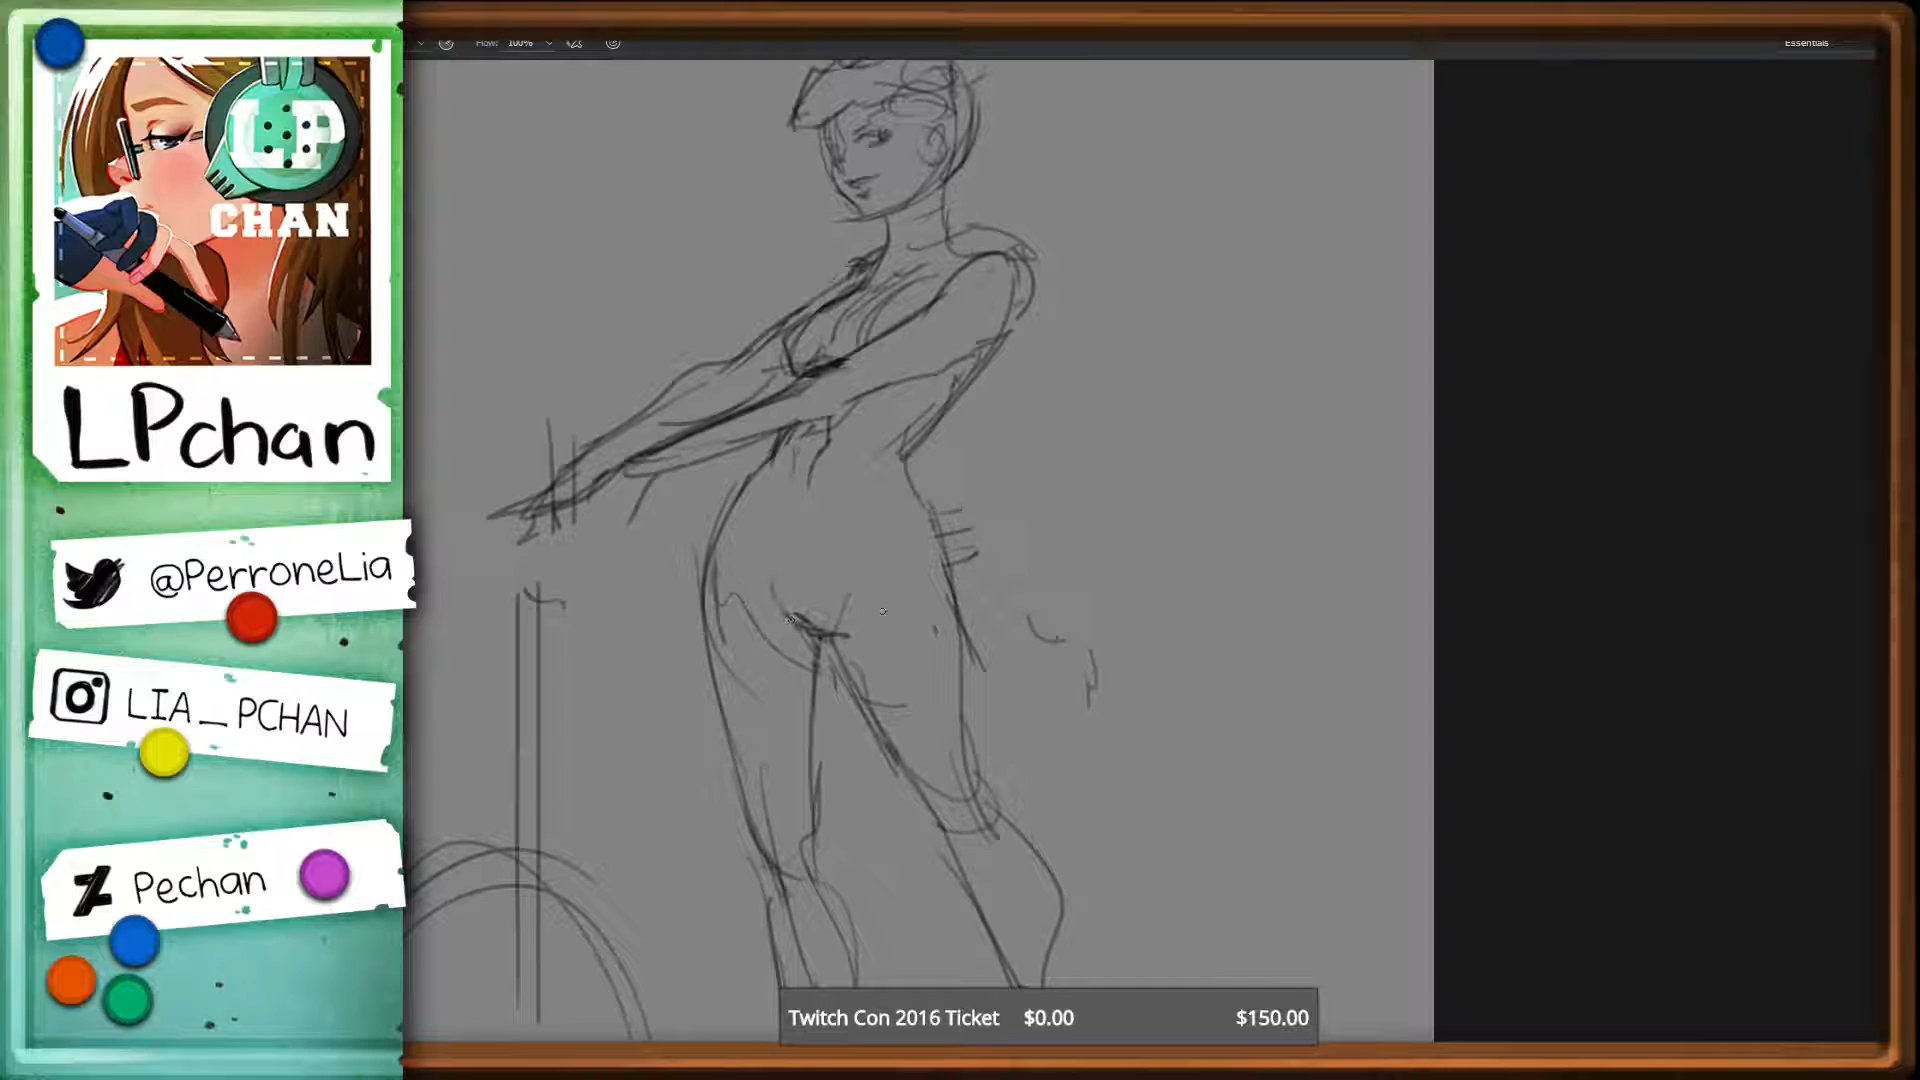 Flow: 100%
Essentials
LP
CHAN
LPchan
@PerroneLia
LIA_PCHAN
Pechan
Twitch Con 2016 Ticket $0.00 $150.00